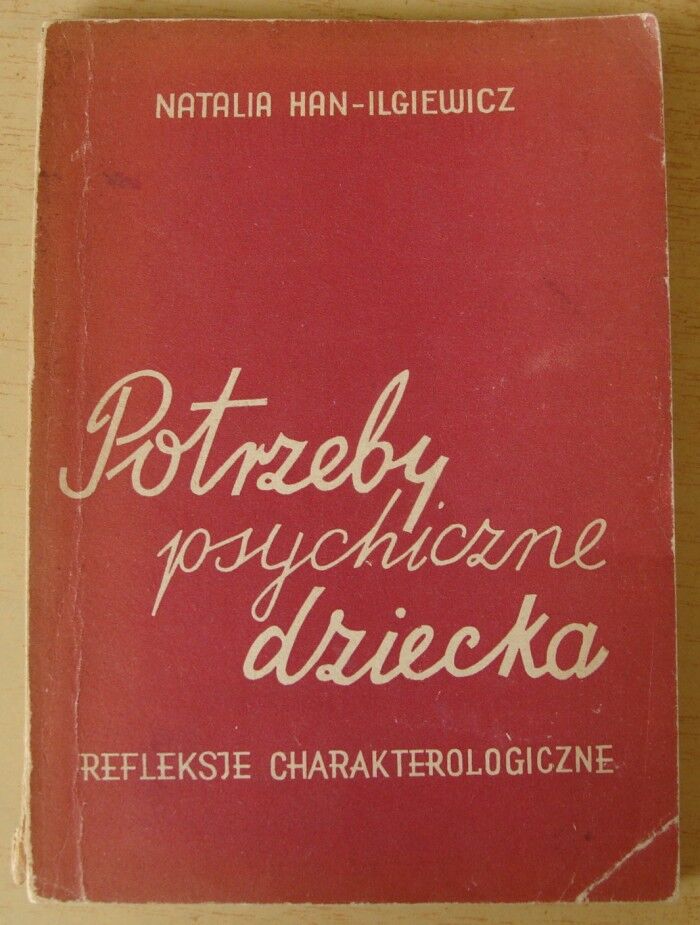 NATALIA HAN-ILGIEWICZ
Potrzeby
psychiczne
dziecka
REFLEKSJE CHARAKTEROLOGICZNE